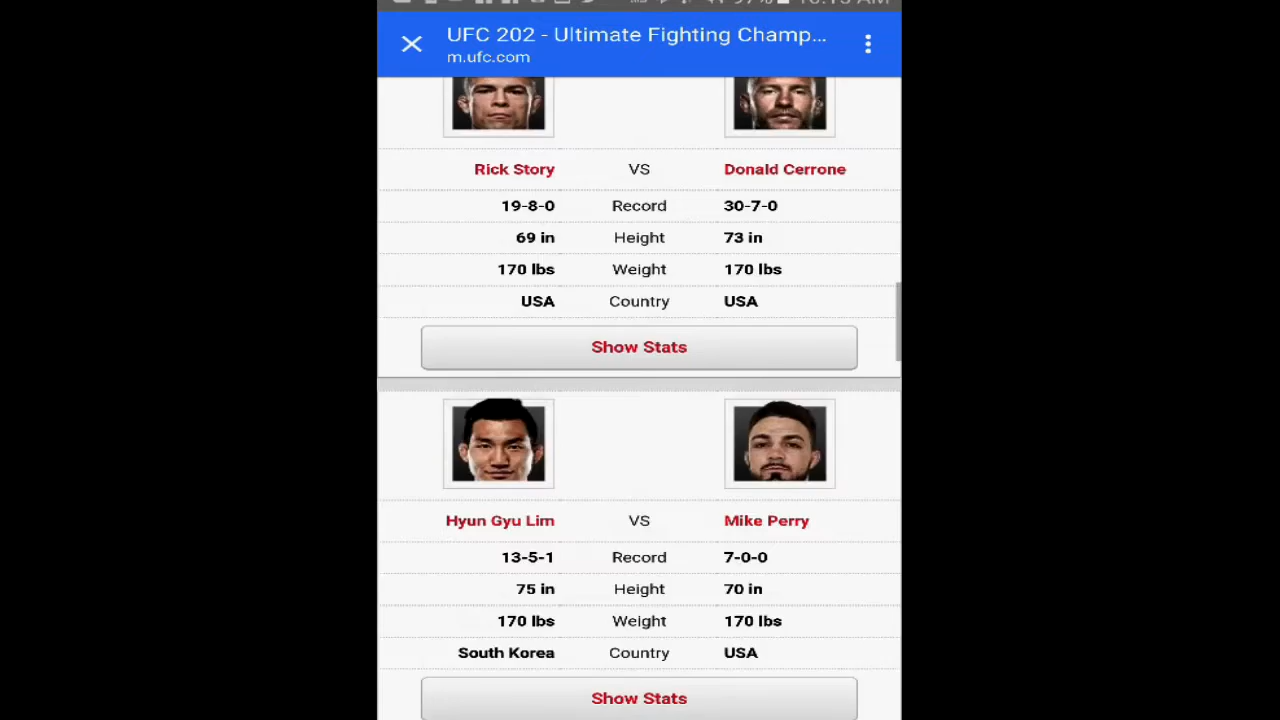 UFC 202 - Ultimate Fighting Champ...
m.ufc.com
Rick Story VS Donald Cerrone
19-8-0 Record 30-7-0
69 in Height 73 in
170 lbs Weight 170 lbs
USA Country USA
Show Stats
Hyun Gyu Lim VS Mike Perry
13-5-1 Record 7-0-0
75 in Height 70 in
170 lbs Weight 170 lbs
South Korea Country USA
Show Stats